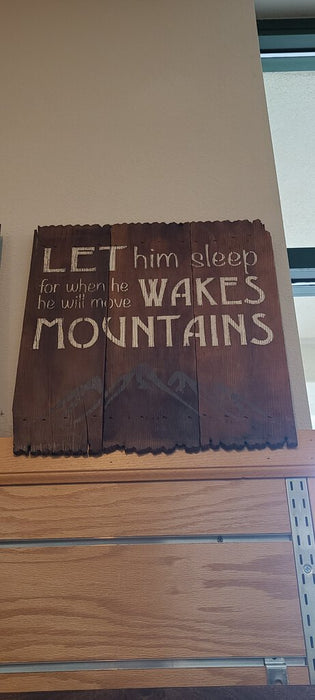 LET him sleep
for when he WAKES
he will move
MOUNTAINS